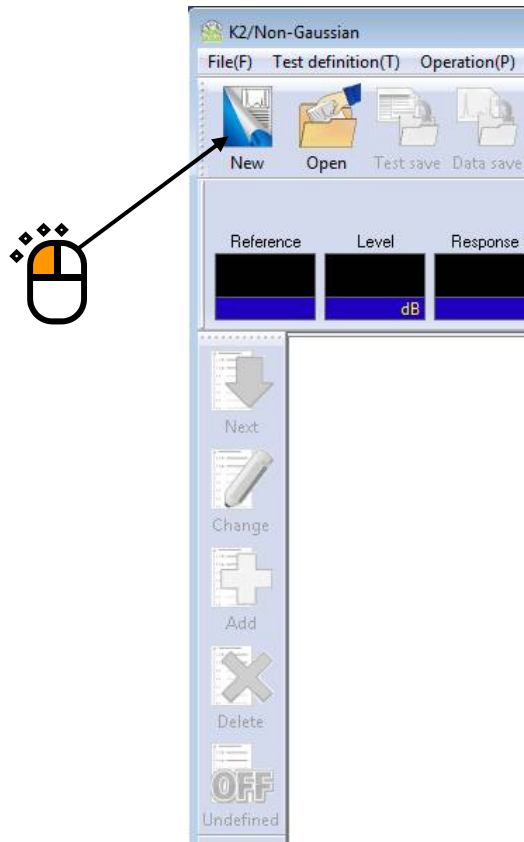 K2/Non-Gaussian
File(F) Test definition(T) Operation(P)
New Open Test save Data save
Reference Level Response
dB
Next
Change
Add
Delete
OFF
Undefined